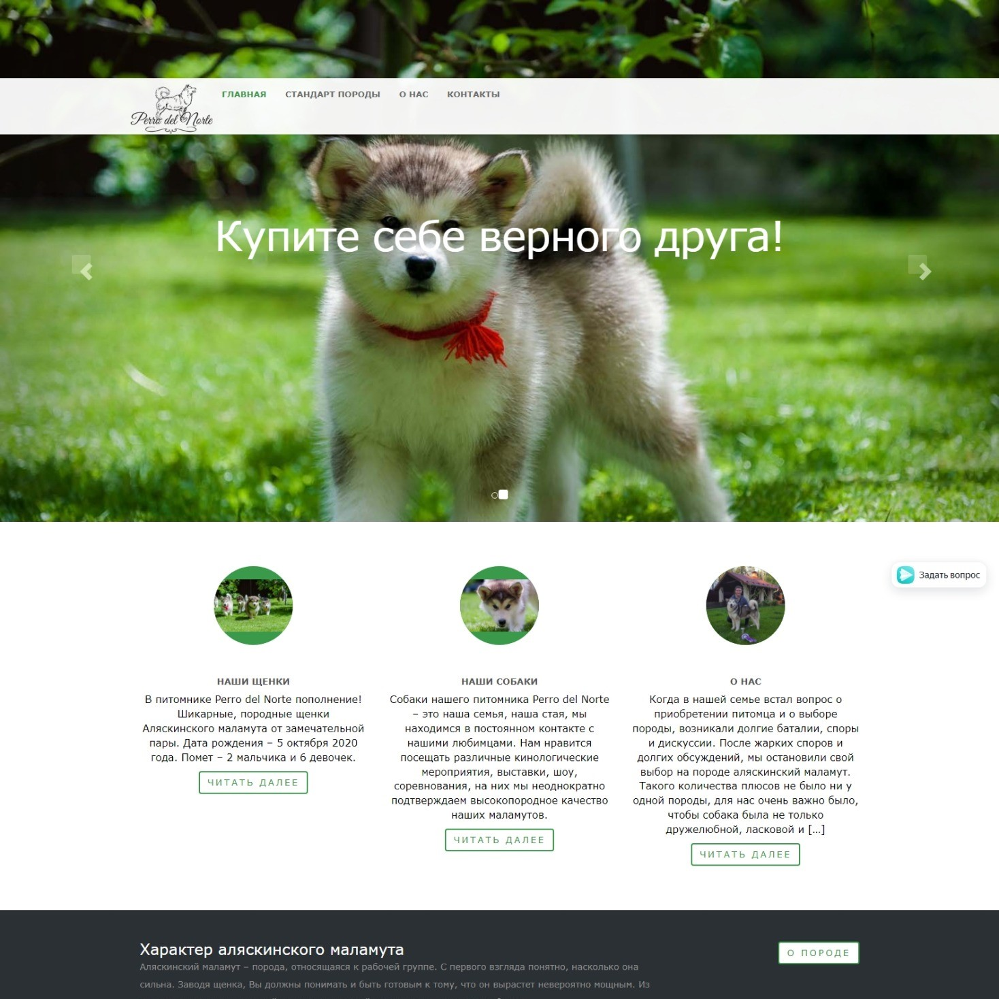 Perro del Norte
ГЛАВНАЯ СТАНДАРТ ПОРОДЫ О НАС КОНТАКТЫ
Купите себе верного друга!
Задать вопрос
НАШИ ЩЕНКИ
В питомнике Perro del Norte пополнение!
Шикарные, породные щенки
Аляскинского маламута от замечательной
пары. Дата рождения – 5 октября 2020
года. Помет – 2 мальчика и 6 девочек.
ЧИТАТЬ ДАЛЕЕ
НАШИ СОБАКИ
Собаки нашего питомника Perro del Norte
– это наша семья, наша стая, мы
находимся в постоянном контакте с
нашими любимцами. Нам нравится
посещать различные кинологические
мероприятия, выставки, шоу,
соревнования, на них мы неоднократно
подтверждаем высокопородное качество
наших маламутов.
ЧИТАТЬ ДАЛЕЕ
О НАС
Когда в нашей семье встал вопрос о
приобретении питомца и о выборе
породы, возникали долгие баталии, споры
и дискуссии. После жарких споров и
долгих обсуждений, мы остановили свой
выбор на породе аляскинский маламут.
Такого количества плюсов не было ни у
одной породы, для нас очень важно было,
чтобы собака была не только
дружелюбной, ласковой и [...]
ЧИТАТЬ ДАЛЕЕ
Характер аляскинского маламута
Аляскинский маламут – порода, относящаяся к рабочей группе. С первого взгляда понятно, насколько она
сильна. Заводя щенка, Вы должны понимать и быть готовым к тому, что он вырастет невероятно мощным. Из
О ПОРОДЕ